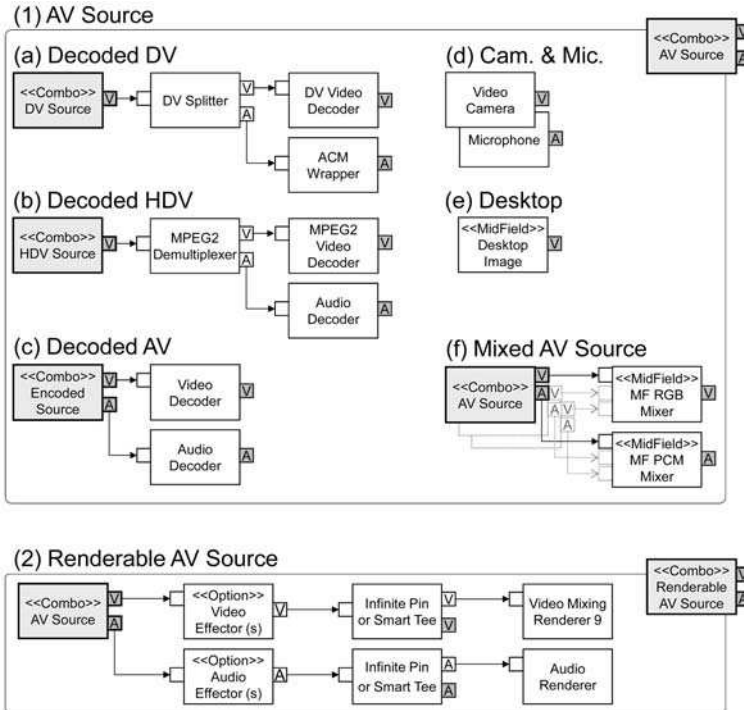 (1) AV Source
<<Combo>>
AV Source
V
A
(a) Decoded DV
<<Combo>>
DV Source
V
DV Splitter
V
A
DV Video
Decoder
V
ACM
Wrapper
A
(b) Decoded HDV
<<Combo>>
HDV Source
V
MPEG2
Demultiplexer
V
A
MPEG2
Video
Decoder
V
Audio
Decoder
A
(c) Decoded AV
<<Combo>>
Encoded
Source
V
A
Video
Decoder
V
Audio
Decoder
A
(d) Cam. & Mic.
Video
Camera
V
Microphone
A
(e) Desktop
<<MidField>>
Desktop
Image
V
(f) Mixed AV Source
<<Combo>>
AV Source
V
A
V
A
V
A
<<MidField>>
MF RGB
Mixer
V
<<MidField>>
MF PCM
Mixer
A
(2) Renderable AV Source
<<Combo>>
Renderable
AV Source
V
A
<<Combo>>
AV Source
V
A
<<Option>>
Video
Effector (s)
V
Infinite Pin
or Smart Tee
V
V
Video Mixing
Renderer 9
<<Option>>
Audio
Effector (s)
A
Infinite Pin
or Smart Tee
A
A
Audio
Renderer